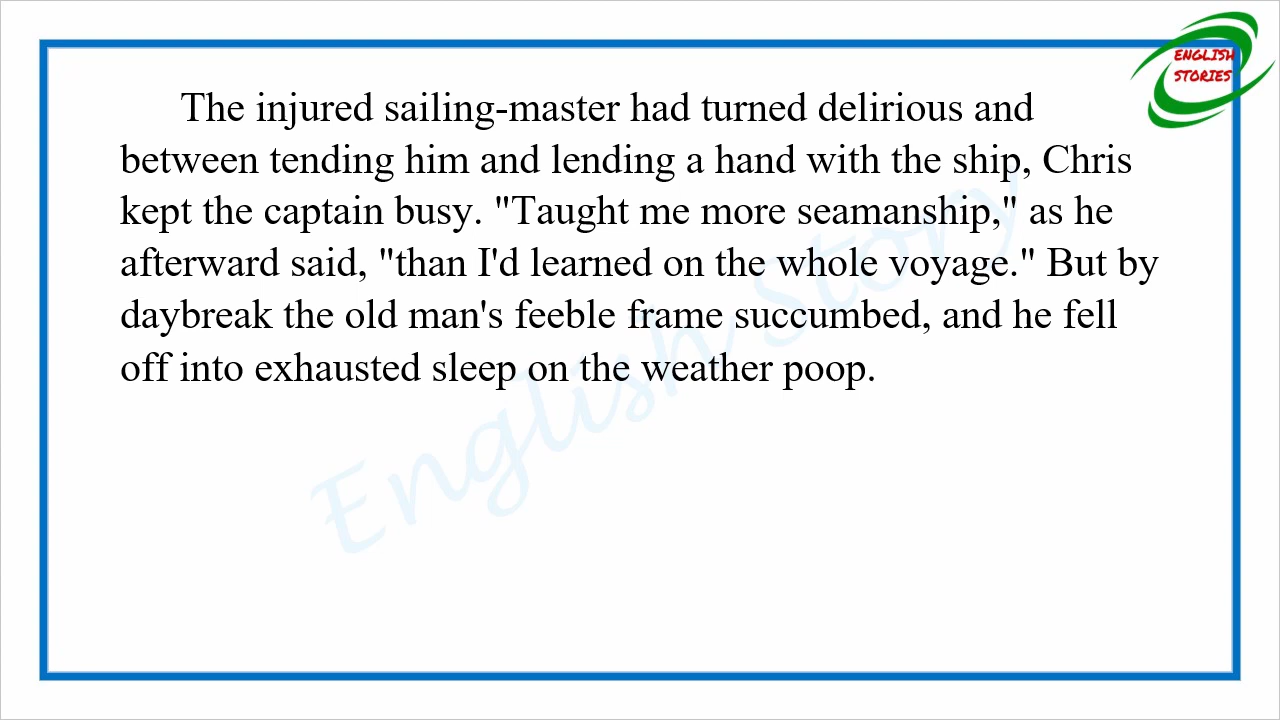 ENGLISH
STORIES
The injured sailing-master had turned delirious and
between tending him and lending a hand with the ship, Chris
kept the captain busy. "Taught me more seamanship," as he
afterward said, "than I'd learned on the whole voyage." But by
daybreak the old man's feeble frame succumbed, and he fell
off into exhausted sleep on the weather poop.
English Story